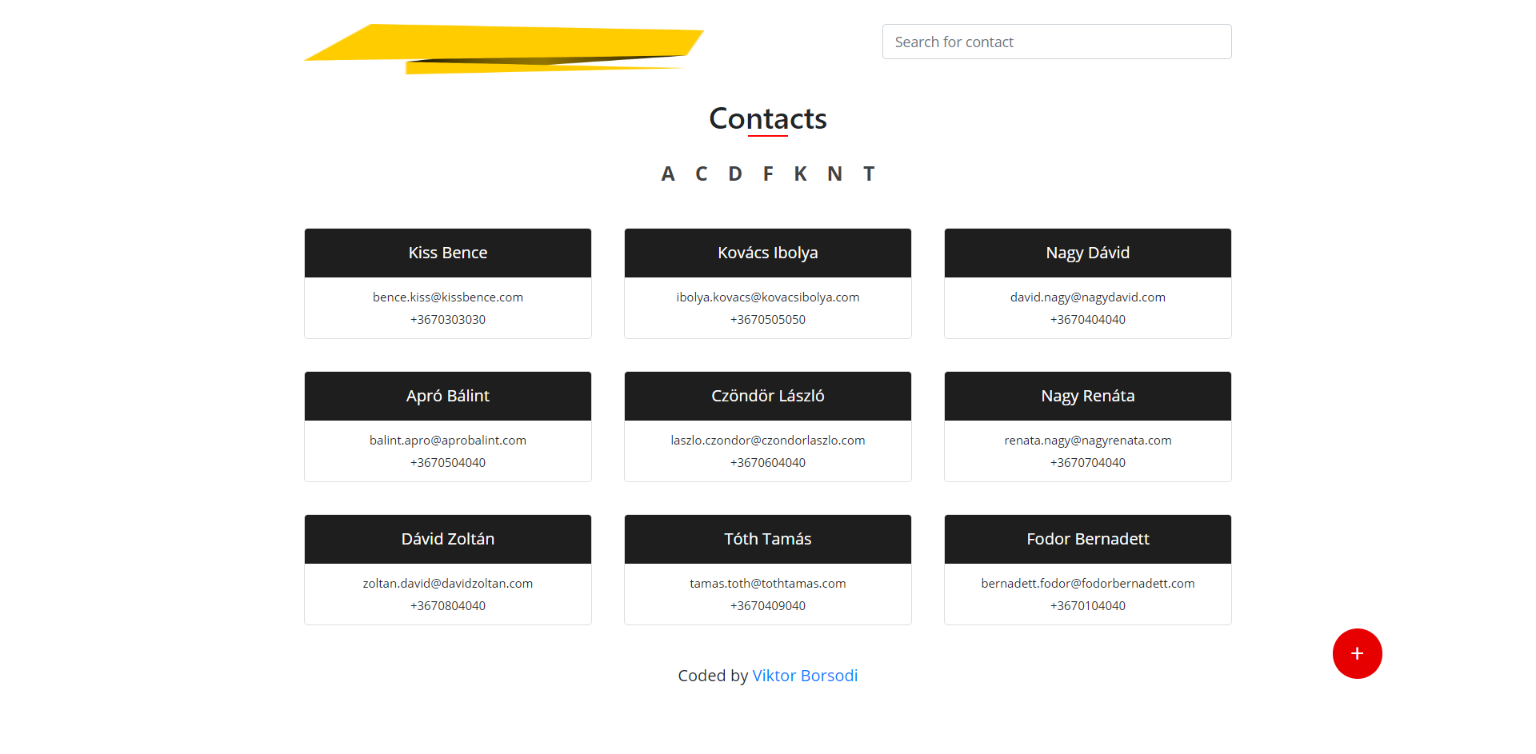 Search for contact
Contacts
A C D F K N T
Kiss Bence
bence.kiss@kissbence.com
+3670303030
Kovács Ibolya
ibolya.kovacs@kovacsibolya.com
+3670505050
Nagy Dávid
david.nagy@nagydavid.com
+3670404040
Apró Bálint
balint.apro@aprobalint.com
+3670504040
Czöndör László
laszlo.czondor@czondorlaszlo.com
+3670604040
Nagy Renáta
renata.nagy@nagyrenata.com
+3670704040
Dávid Zoltán
zoltan.david@davidzoltan.com
+3670804040
Tóth Tamás
tamas.toth@tothtamas.com
+3670409040
Fodor Bernadett
bernadett.fodor@fodorbernadett.com
+3670104040
+
Coded by Viktor Borsodi